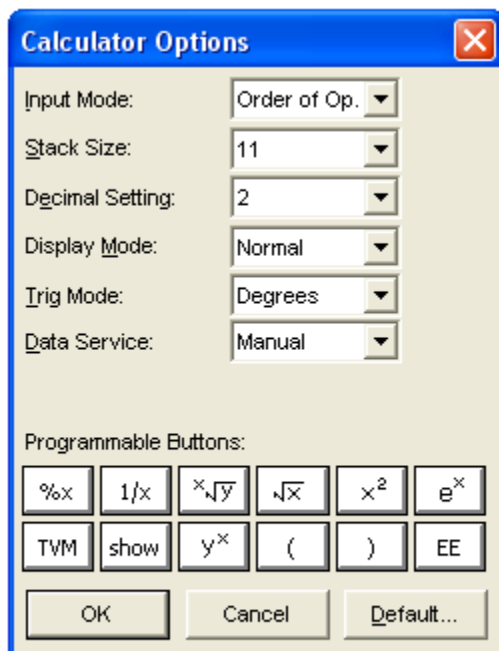 Calculator Options
Input Mode: Order of Op.
Stack Size: 11
Decimal Setting: 2
Display Mode: Normal
Trig Mode: Degrees
Data Service: Manual
Programmable Buttons:
%x 1/x ˣ√y √x x² eˣ
TVM show yˣ ( ) EE
OK Cancel Default...